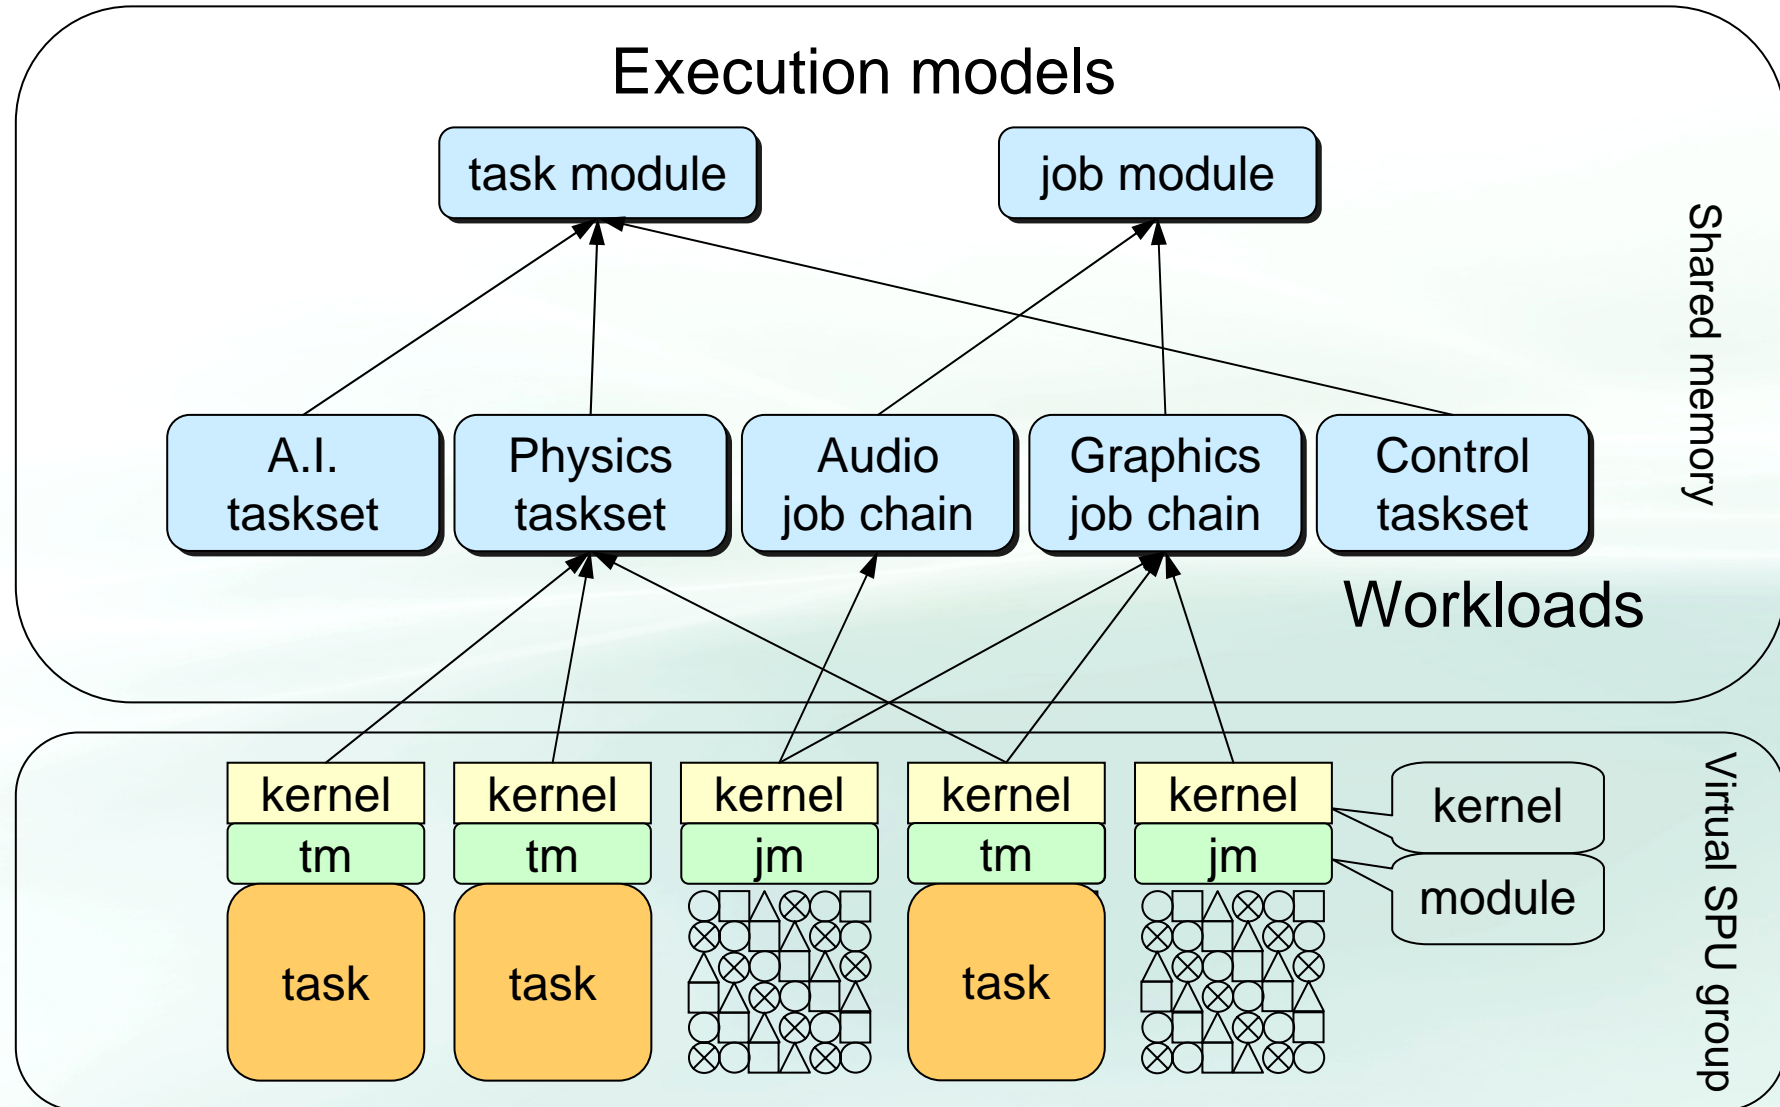 Execution models
task module
job module
Shared memory
A.I.
taskset
Physics
taskset
Audio
job chain
Graphics
job chain
Control
taskset
Workloads
kernel
kernel
kernel
kernel
kernel
kernel
tm
tm
jm
tm
jm
module
task
task
task
Virtual SPU group